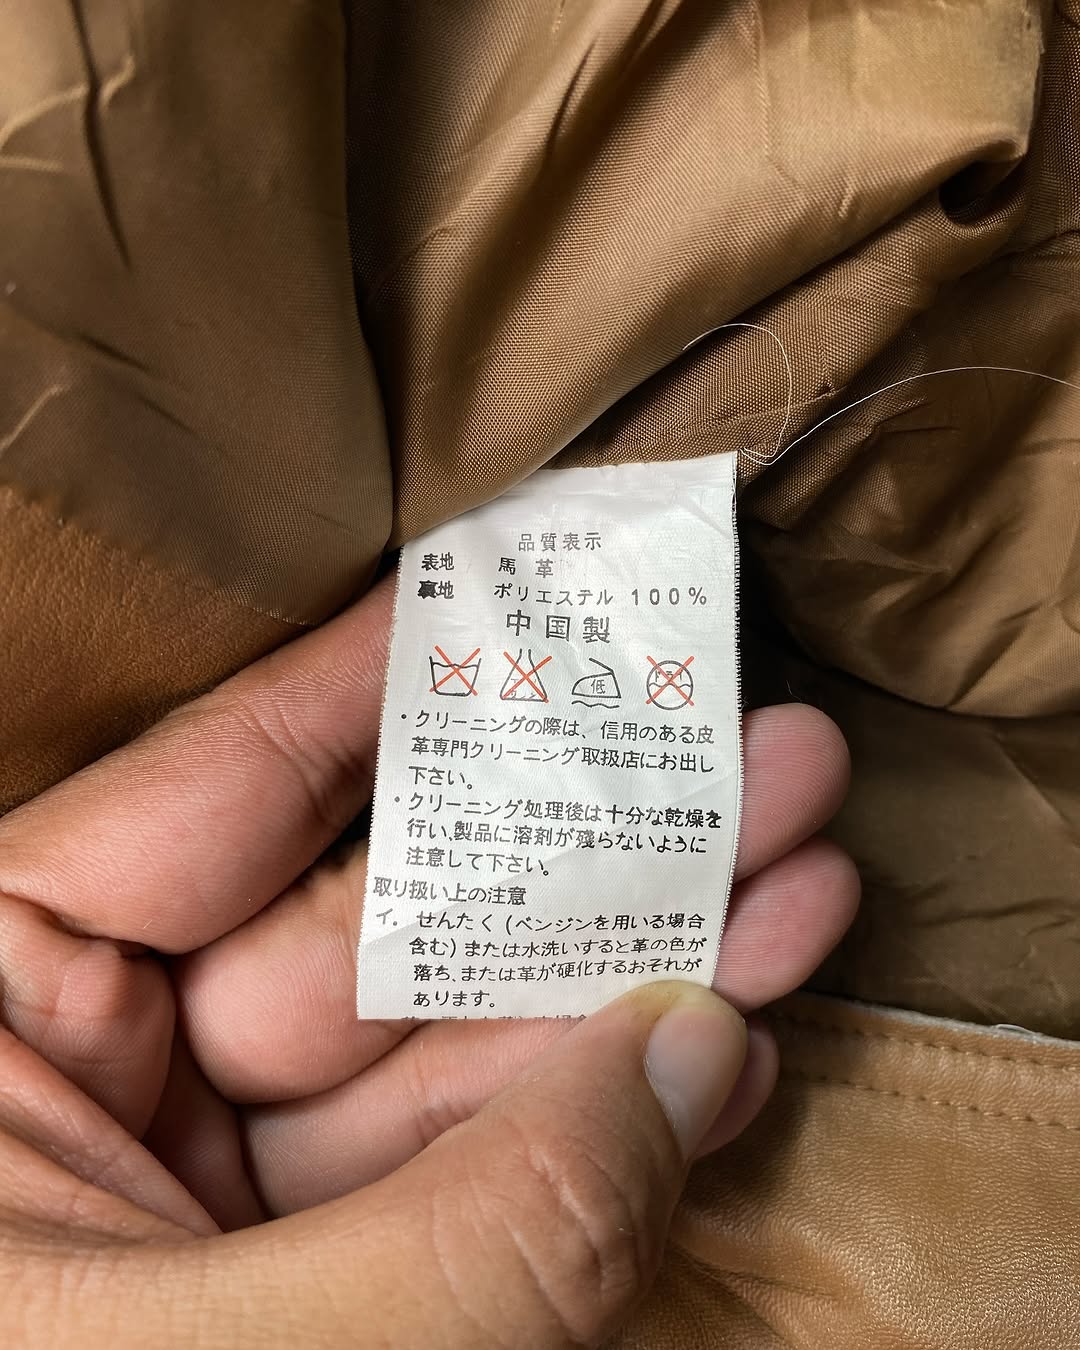 品質表示
表地 馬革
裏地 ポリエステル 100%
中国製
低 ドライ
・クリーニングの際は、信用のある皮
革専門クリーニング取扱店にお出し
下さい。
・クリーニング処理後は十分な乾燥を
行い、製品に溶剤が残らないように
注意して下さい。
取り扱い上の注意
イ. せんたく (ベンジンを用いる場合
含む) または水洗いすると革の色が
落ち、または革が硬化するおそれが
あります。